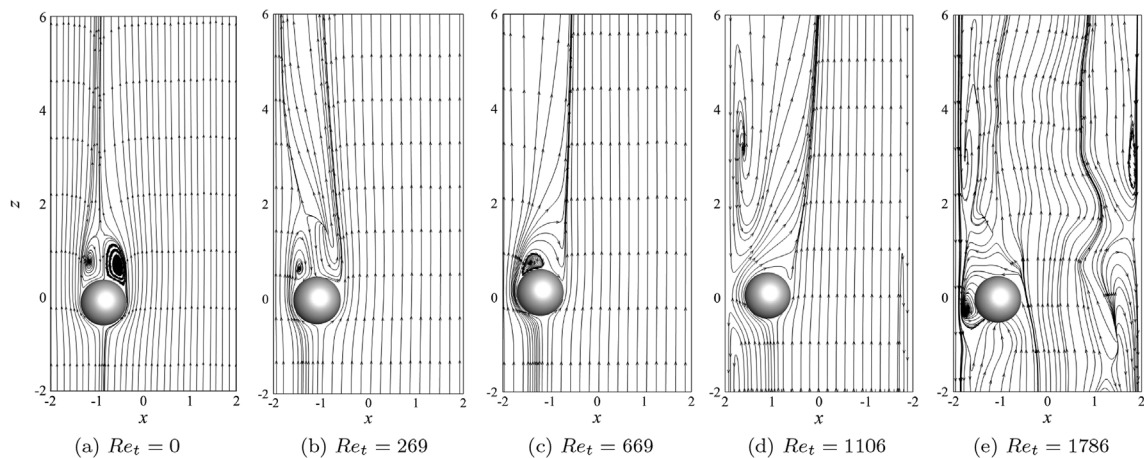 6 6 6 6 6
4 4 4 4 4
z
2 2 2 2 2
0 0 0 0 0
-2 -2 -2 -2 -2
-2 -1 0 1 2 -2 -1 0 1 2 -2 -1 0 1 2 2 1 0 -1 -2 -2 -1 0 1 2
x x x x x
(a) Re_t = 0 (b) Re_t = 269 (c) Re_t = 669 (d) Re_t = 1106 (e) Re_t = 1786